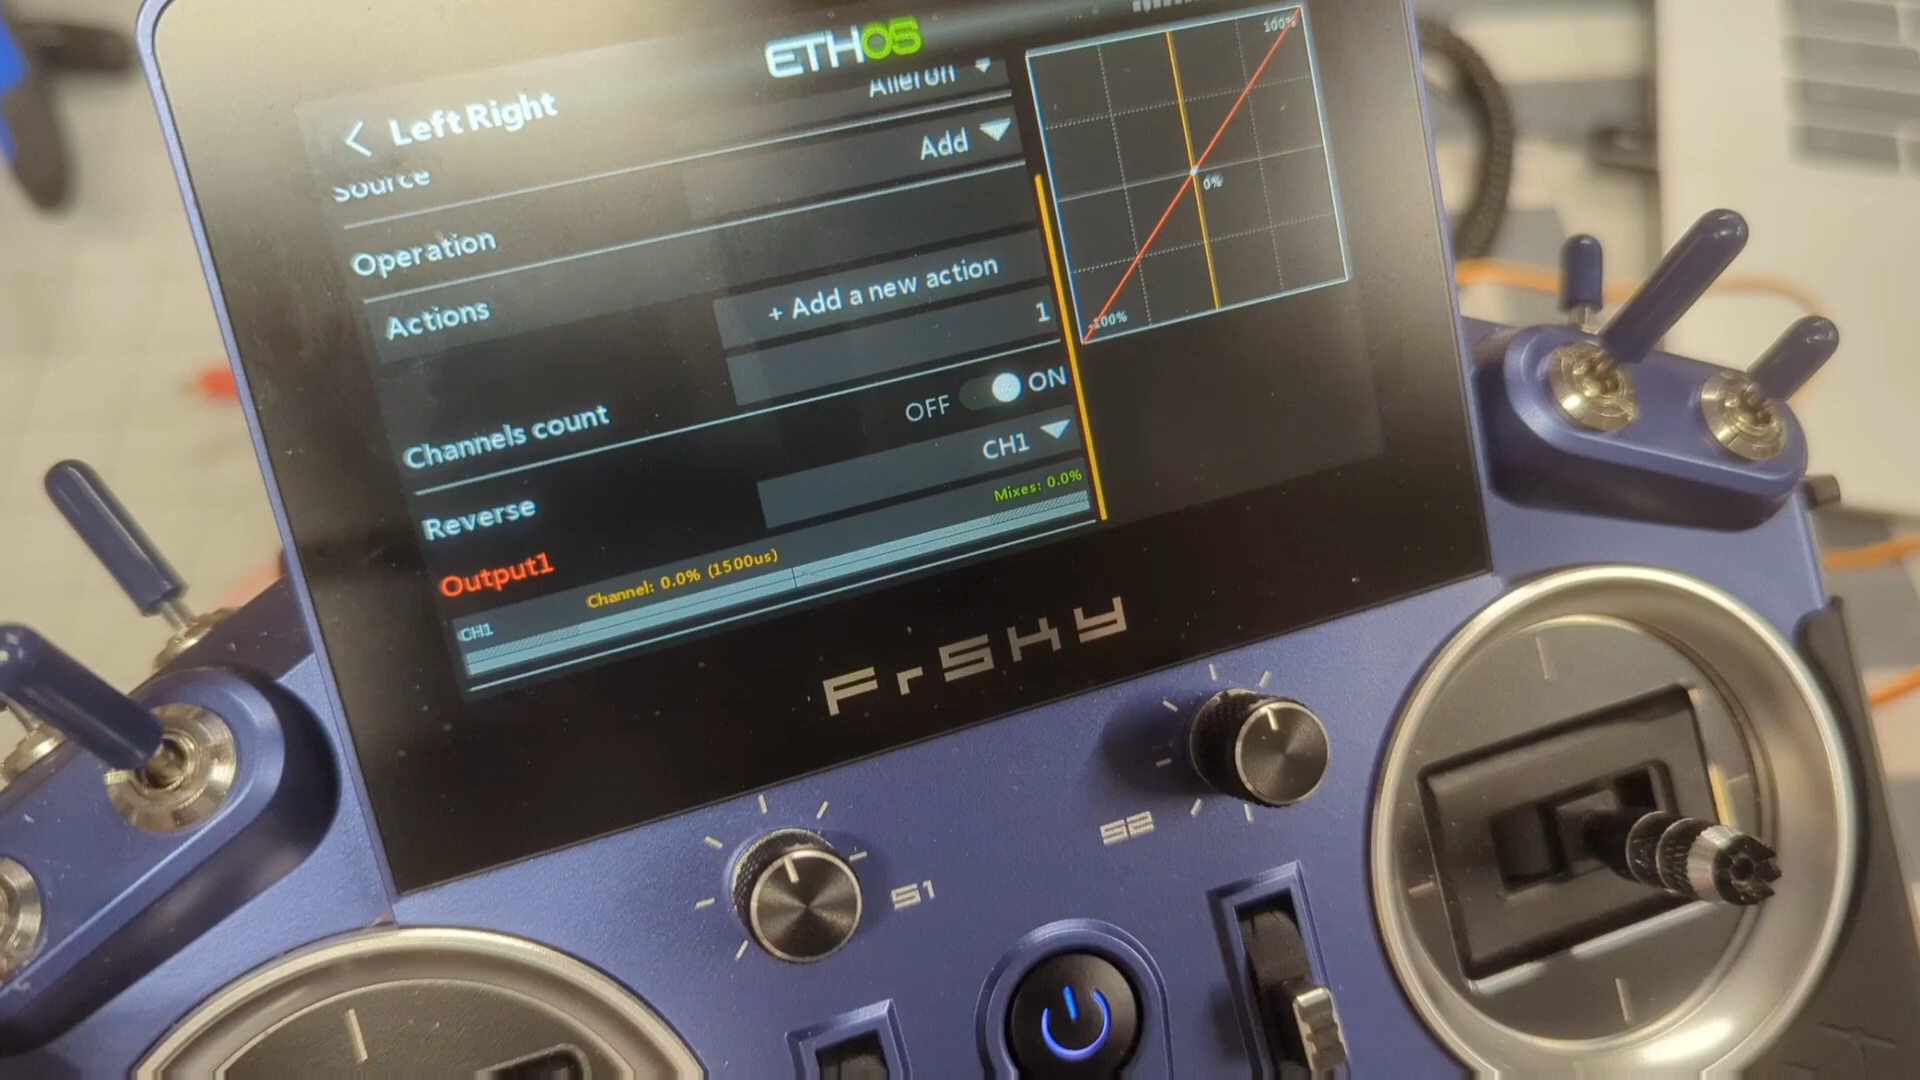 ETHOS
Left Right
Source Aileron
Operation Add
Actions
+ Add a new action
Channels count 1
Reverse OFF ON
Output1 CH1
CH1 Channel: 0.0% (1500us) Mixes: 0.0%
100%
0%
-100%
FrSKY
S1
S2